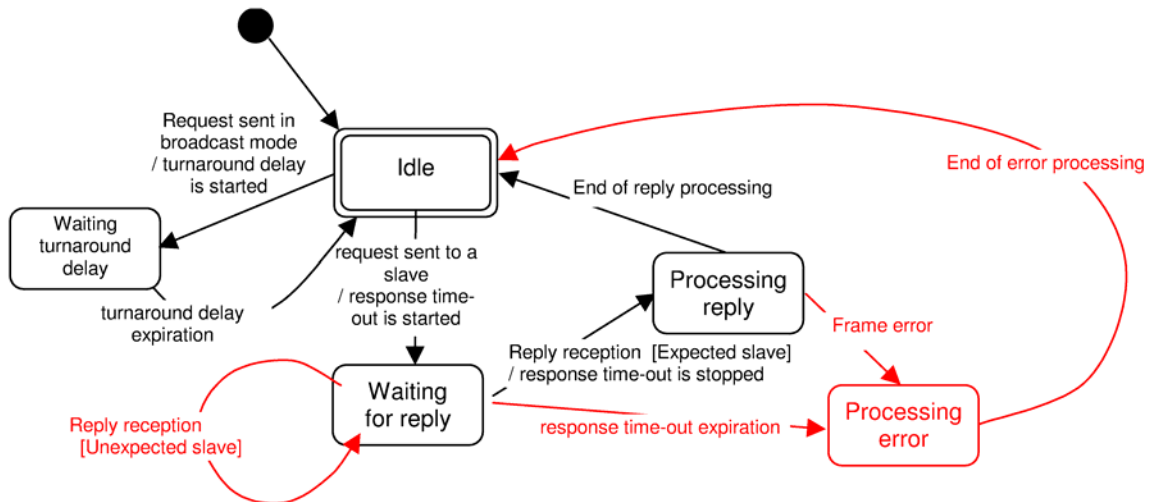 Request sent in
broadcast mode
/ turnaround delay
is started
Idle
End of error processing
End of reply processing
Waiting
turnaround
delay
request sent to a
slave
/ response time-
out is started
turnaround delay
expiration
Processing
reply
Frame error
Reply reception [Expected slave]
/ response time-out is stopped
Waiting
for reply
Reply reception
[Unexpected slave]
response time-out expiration
Processing
error